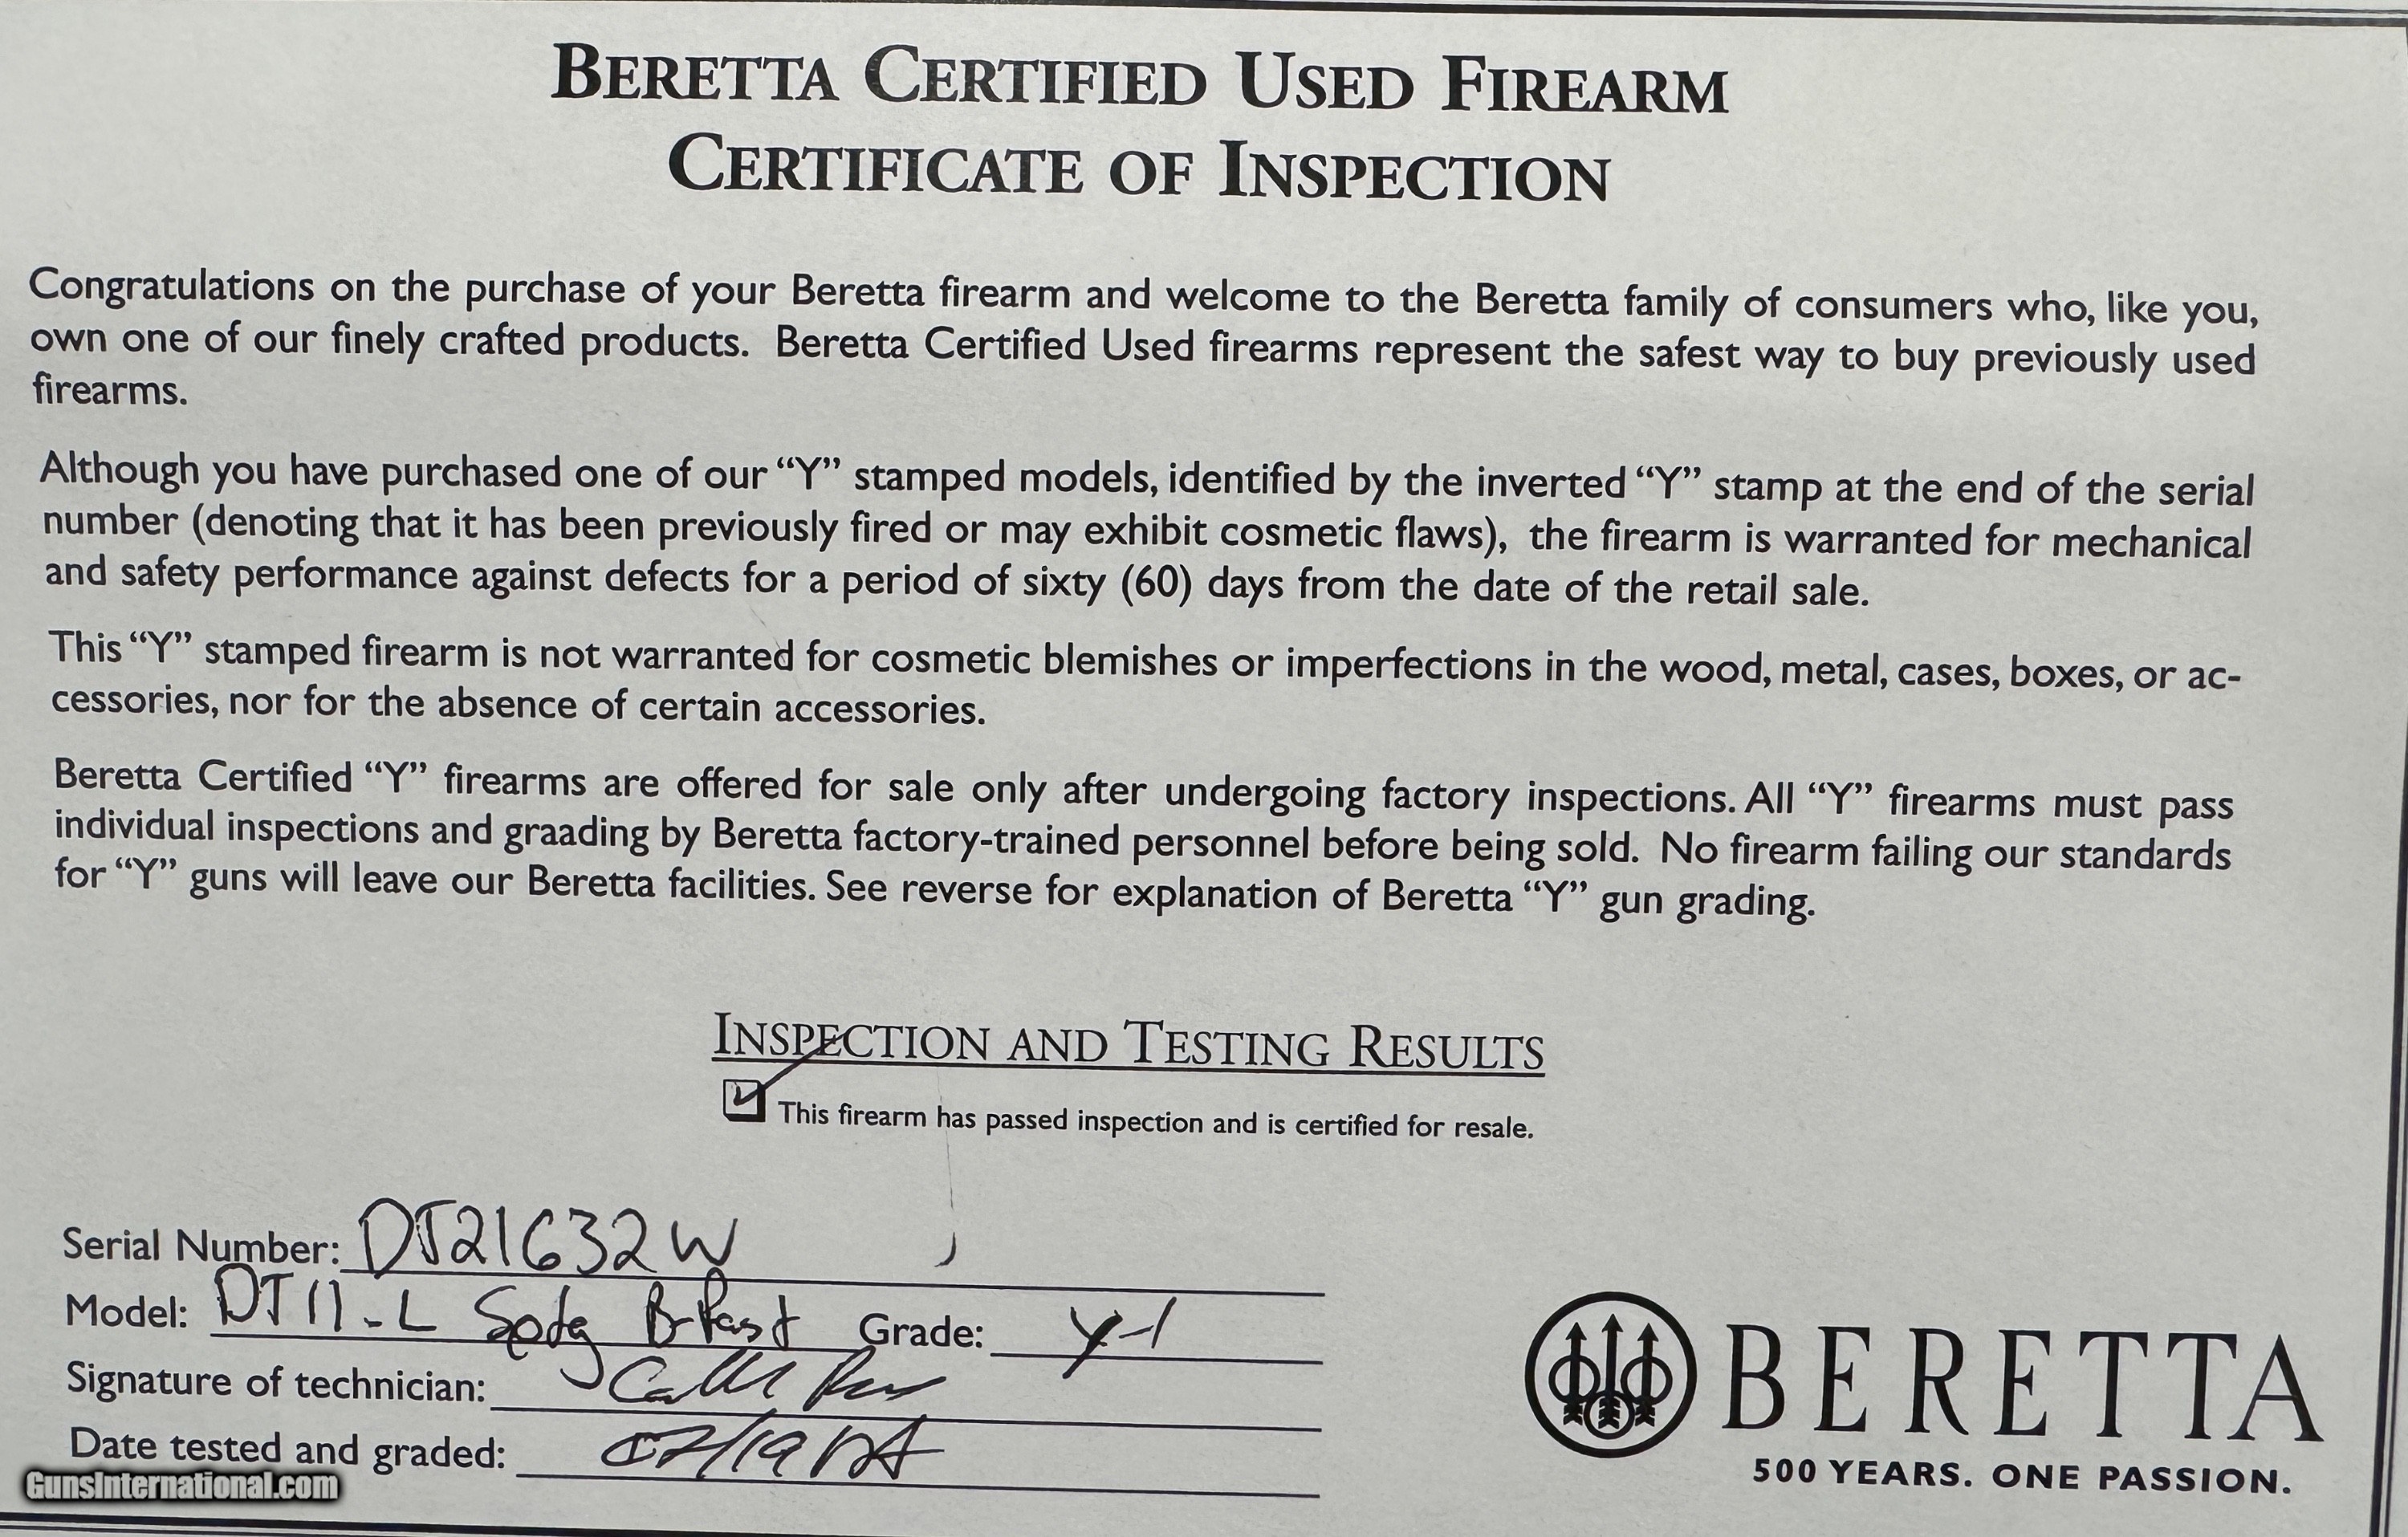 BERETTA CERTIFIED USED FIREARM
CERTIFICATE OF INSPECTION
Congratulations on the purchase of your Beretta firearm and welcome to the Beretta family of consumers who, like you,
own one of our finely crafted products. Beretta Certified Used firearms represent the safest way to buy previously used
firearms.
Although you have purchased one of our “Y” stamped models, identified by the inverted “Y” stamp at the end of the serial
number (denoting that it has been previously fired or may exhibit cosmetic flaws), the firearm is warranted for mechanical
and safety performance against defects for a period of sixty (60) days from the date of the retail sale.
This “Y” stamped firearm is not warranted for cosmetic blemishes or imperfections in the wood, metal, cases, boxes, or ac-
cessories, nor for the absence of certain accessories.
Beretta Certified “Y” firearms are offered for sale only after undergoing factory inspections. All “Y” firearms must pass
individual inspections and graading by Beretta factory-trained personnel before being sold. No firearm failing our standards
for “Y” guns will leave our Beretta facilities. See reverse for explanation of Beretta “Y” gun grading.
INSPECTION AND TESTING RESULTS
This firearm has passed inspection and is certified for resale.
Serial Number: DT21632W
Model: DT11-L Grade: Y-1
Signature of technician:
Date tested and graded:
BERETTA
500 YEARS. ONE PASSION.
GunsInternational.com